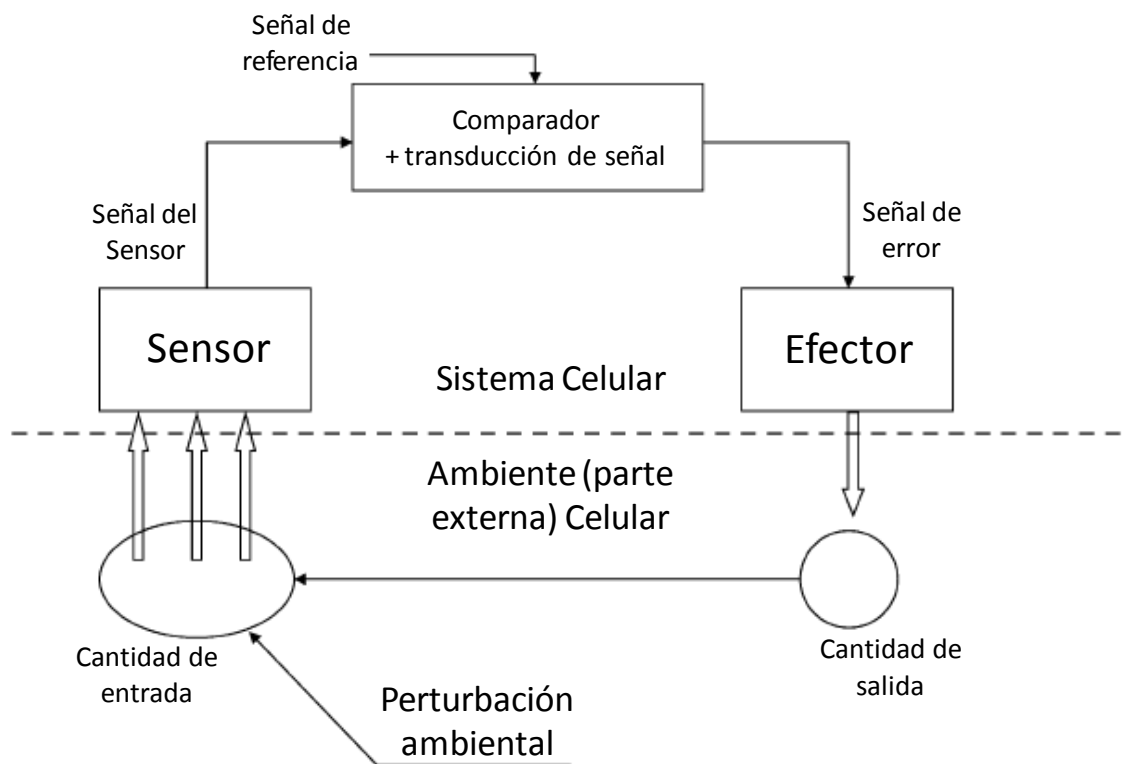 Señal de
referencia
Comparador
+ transducción de señal
Señal del
Sensor
Señal de
error
Sensor
Efector
Sistema Celular
Ambiente (parte
externa) Celular
Cantidad de
entrada
Cantidad de
salida
Perturbación
ambiental